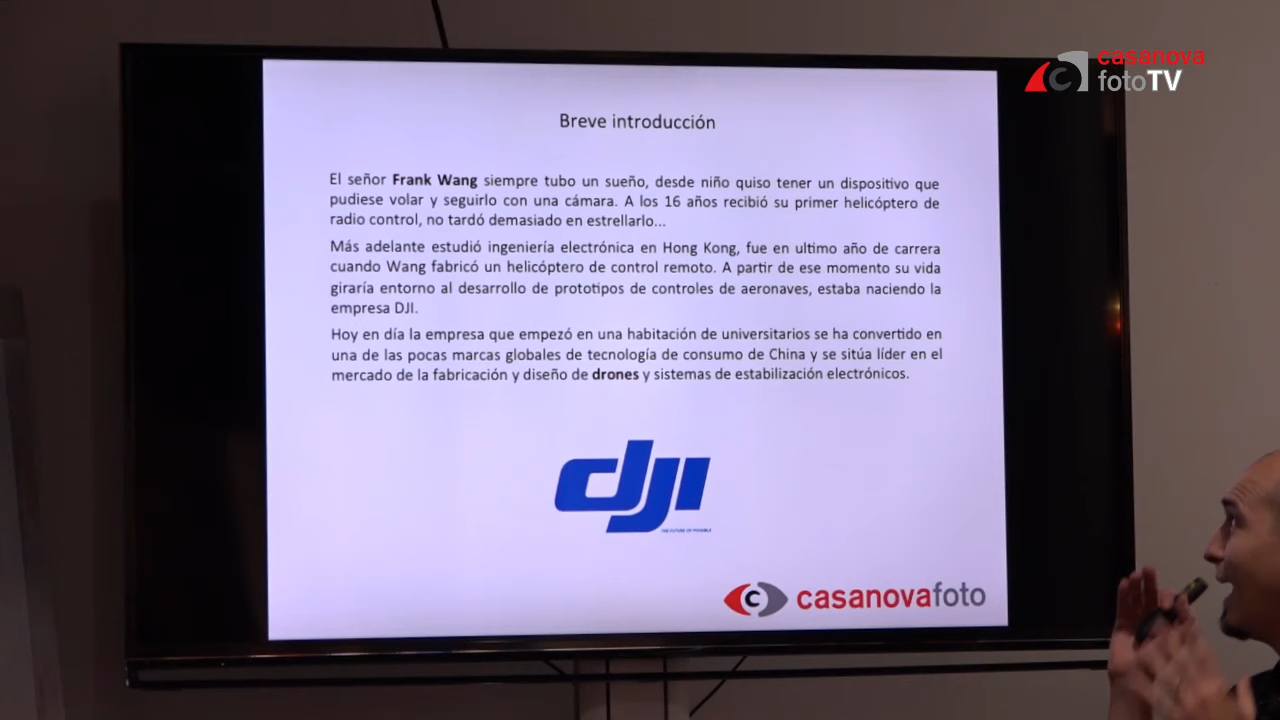 casanova
fotoTV
Breve introducción
El señor Frank Wang siempre tubo un sueño, desde niño quiso tener un dispositivo que
pudiese volar y seguirlo con una cámara. A los 16 años recibió su primer helicóptero de
radio control, no tardó demasiado en estrellarlo...
Más adelante estudió ingeniería electrónica en Hong Kong, fue en ultimo año de carrera
cuando Wang fabricó un helicóptero de control remoto. A partir de ese momento su vida
giraría entorno al desarrollo de prototipos de controles de aeronaves, estaba naciendo la
empresa DJI.
Hoy en día la empresa que empezó en una habitación de universitarios se ha convertido en
una de las pocas marcas globales de tecnología de consumo de China y se sitúa líder en el
mercado de la fabricación y diseño de drones y sistemas de estabilización electrónicos.
dji
THE FUTURE OF POSSIBLE
casanovafoto